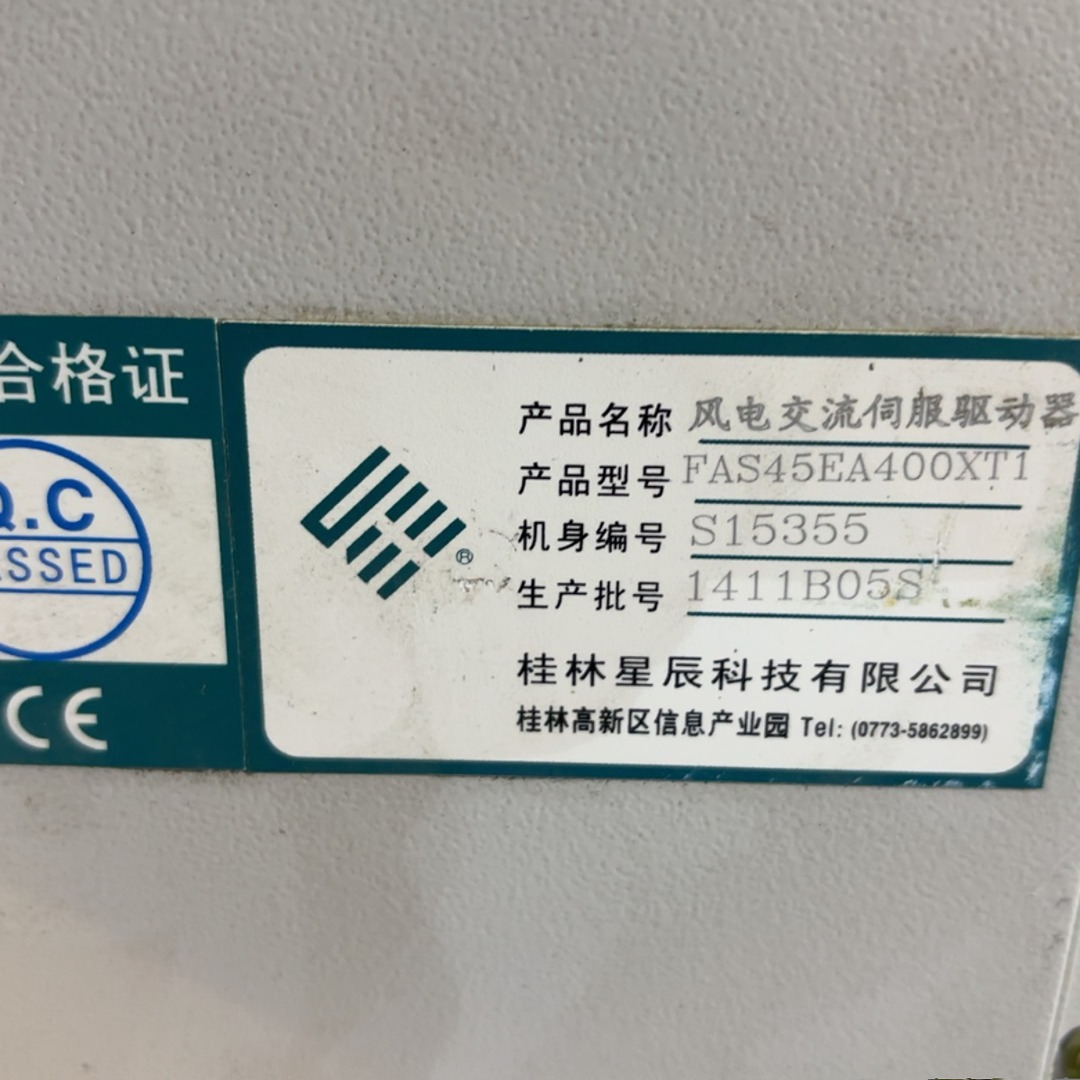 合格证
Q.C
PASSED
CE
产品名称 风电交流伺服驱动器
产品型号 FAS45EA400XT1
机身编号 S15355
生产批号 1411B05S
®
桂林星辰科技有限公司
桂林高新区信息产业园 Tel: (0773-5862899)